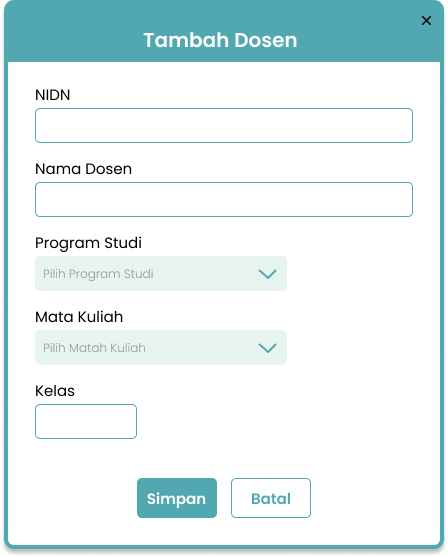 Tambah Dosen
NIDN
Nama Dosen
Program Studi
Pilih Program Studi
Mata Kuliah
Pilih Matah Kuliah
Kelas
Simpan
Batal